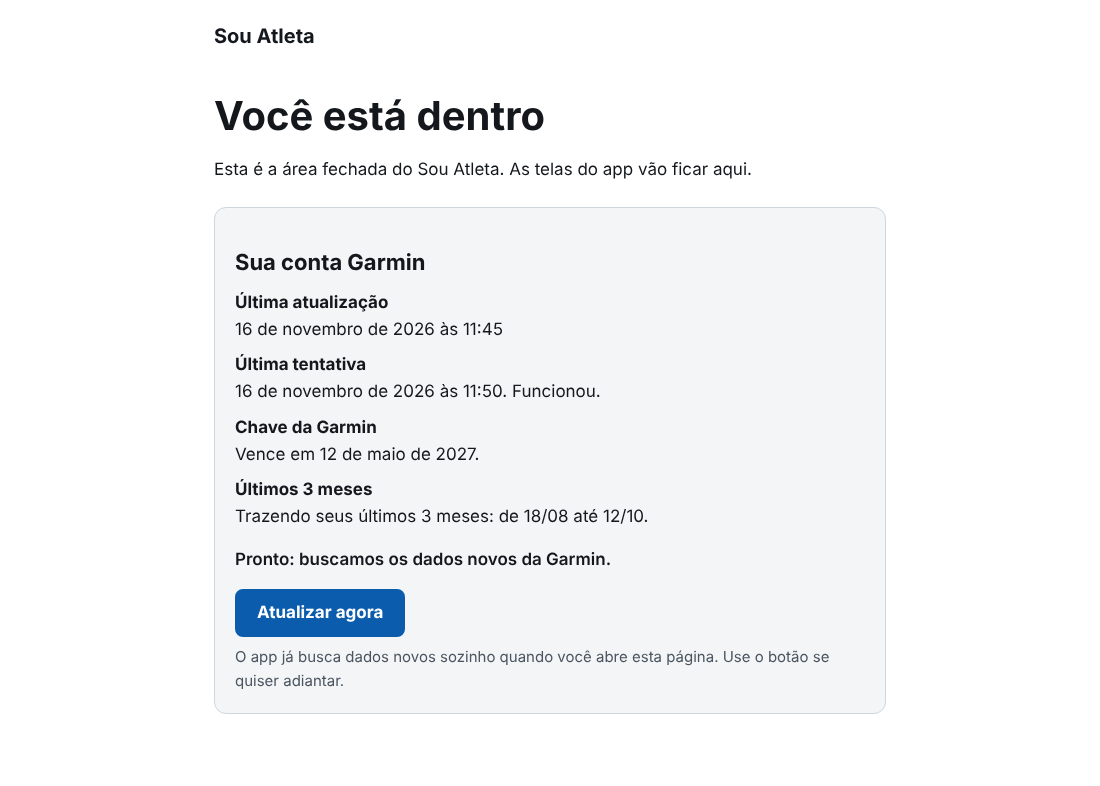 Sou Atleta
Você está dentro
Esta é a área fechada do Sou Atleta. As telas do app vão ficar aqui.
Sua conta Garmin
Última atualização
16 de novembro de 2026 às 11:45
Última tentativa
16 de novembro de 2026 às 11:50. Funcionou.
Chave da Garmin
Vence em 12 de maio de 2027.
Últimos 3 meses
Trazendo seus últimos 3 meses: de 18/08 até 12/10.
Pronto: buscamos os dados novos da Garmin.
Atualizar agora
O app já busca dados novos sozinho quando você abre esta página. Use o botão se
quiser adiantar.